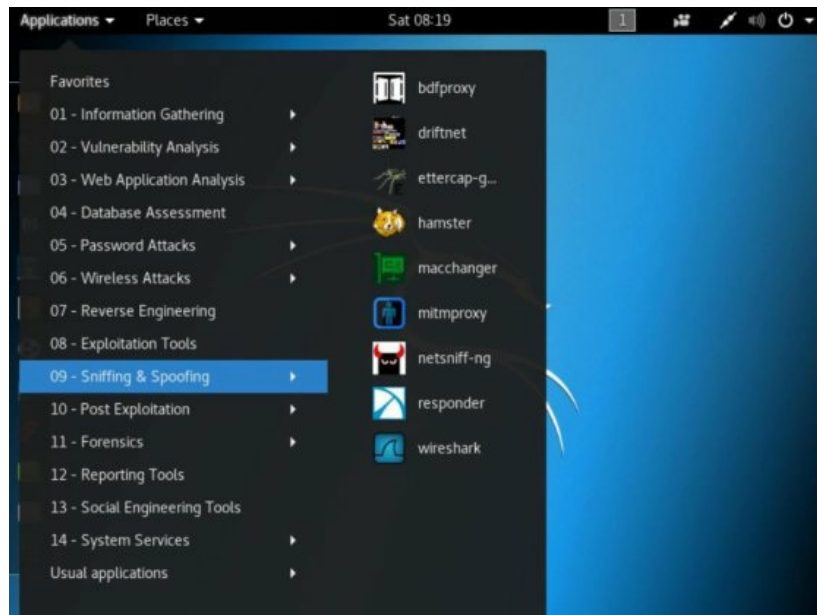 Applications Places Sat 08:19 1
Favorites
01 - Information Gathering
02 - Vulnerability Analysis
03 - Web Application Analysis
04 - Database Assessment
05 - Password Attacks
06 - Wireless Attacks
07 - Reverse Engineering
08 - Exploitation Tools
09 - Sniffing & Spoofing
10 - Post Exploitation
11 - Forensics
12 - Reporting Tools
13 - Social Engineering Tools
14 - System Services
Usual applications
bdfproxy
driftnet
ettercap-g...
hamster
macchanger
mitmproxy
netsniff-ng
responder
wireshark